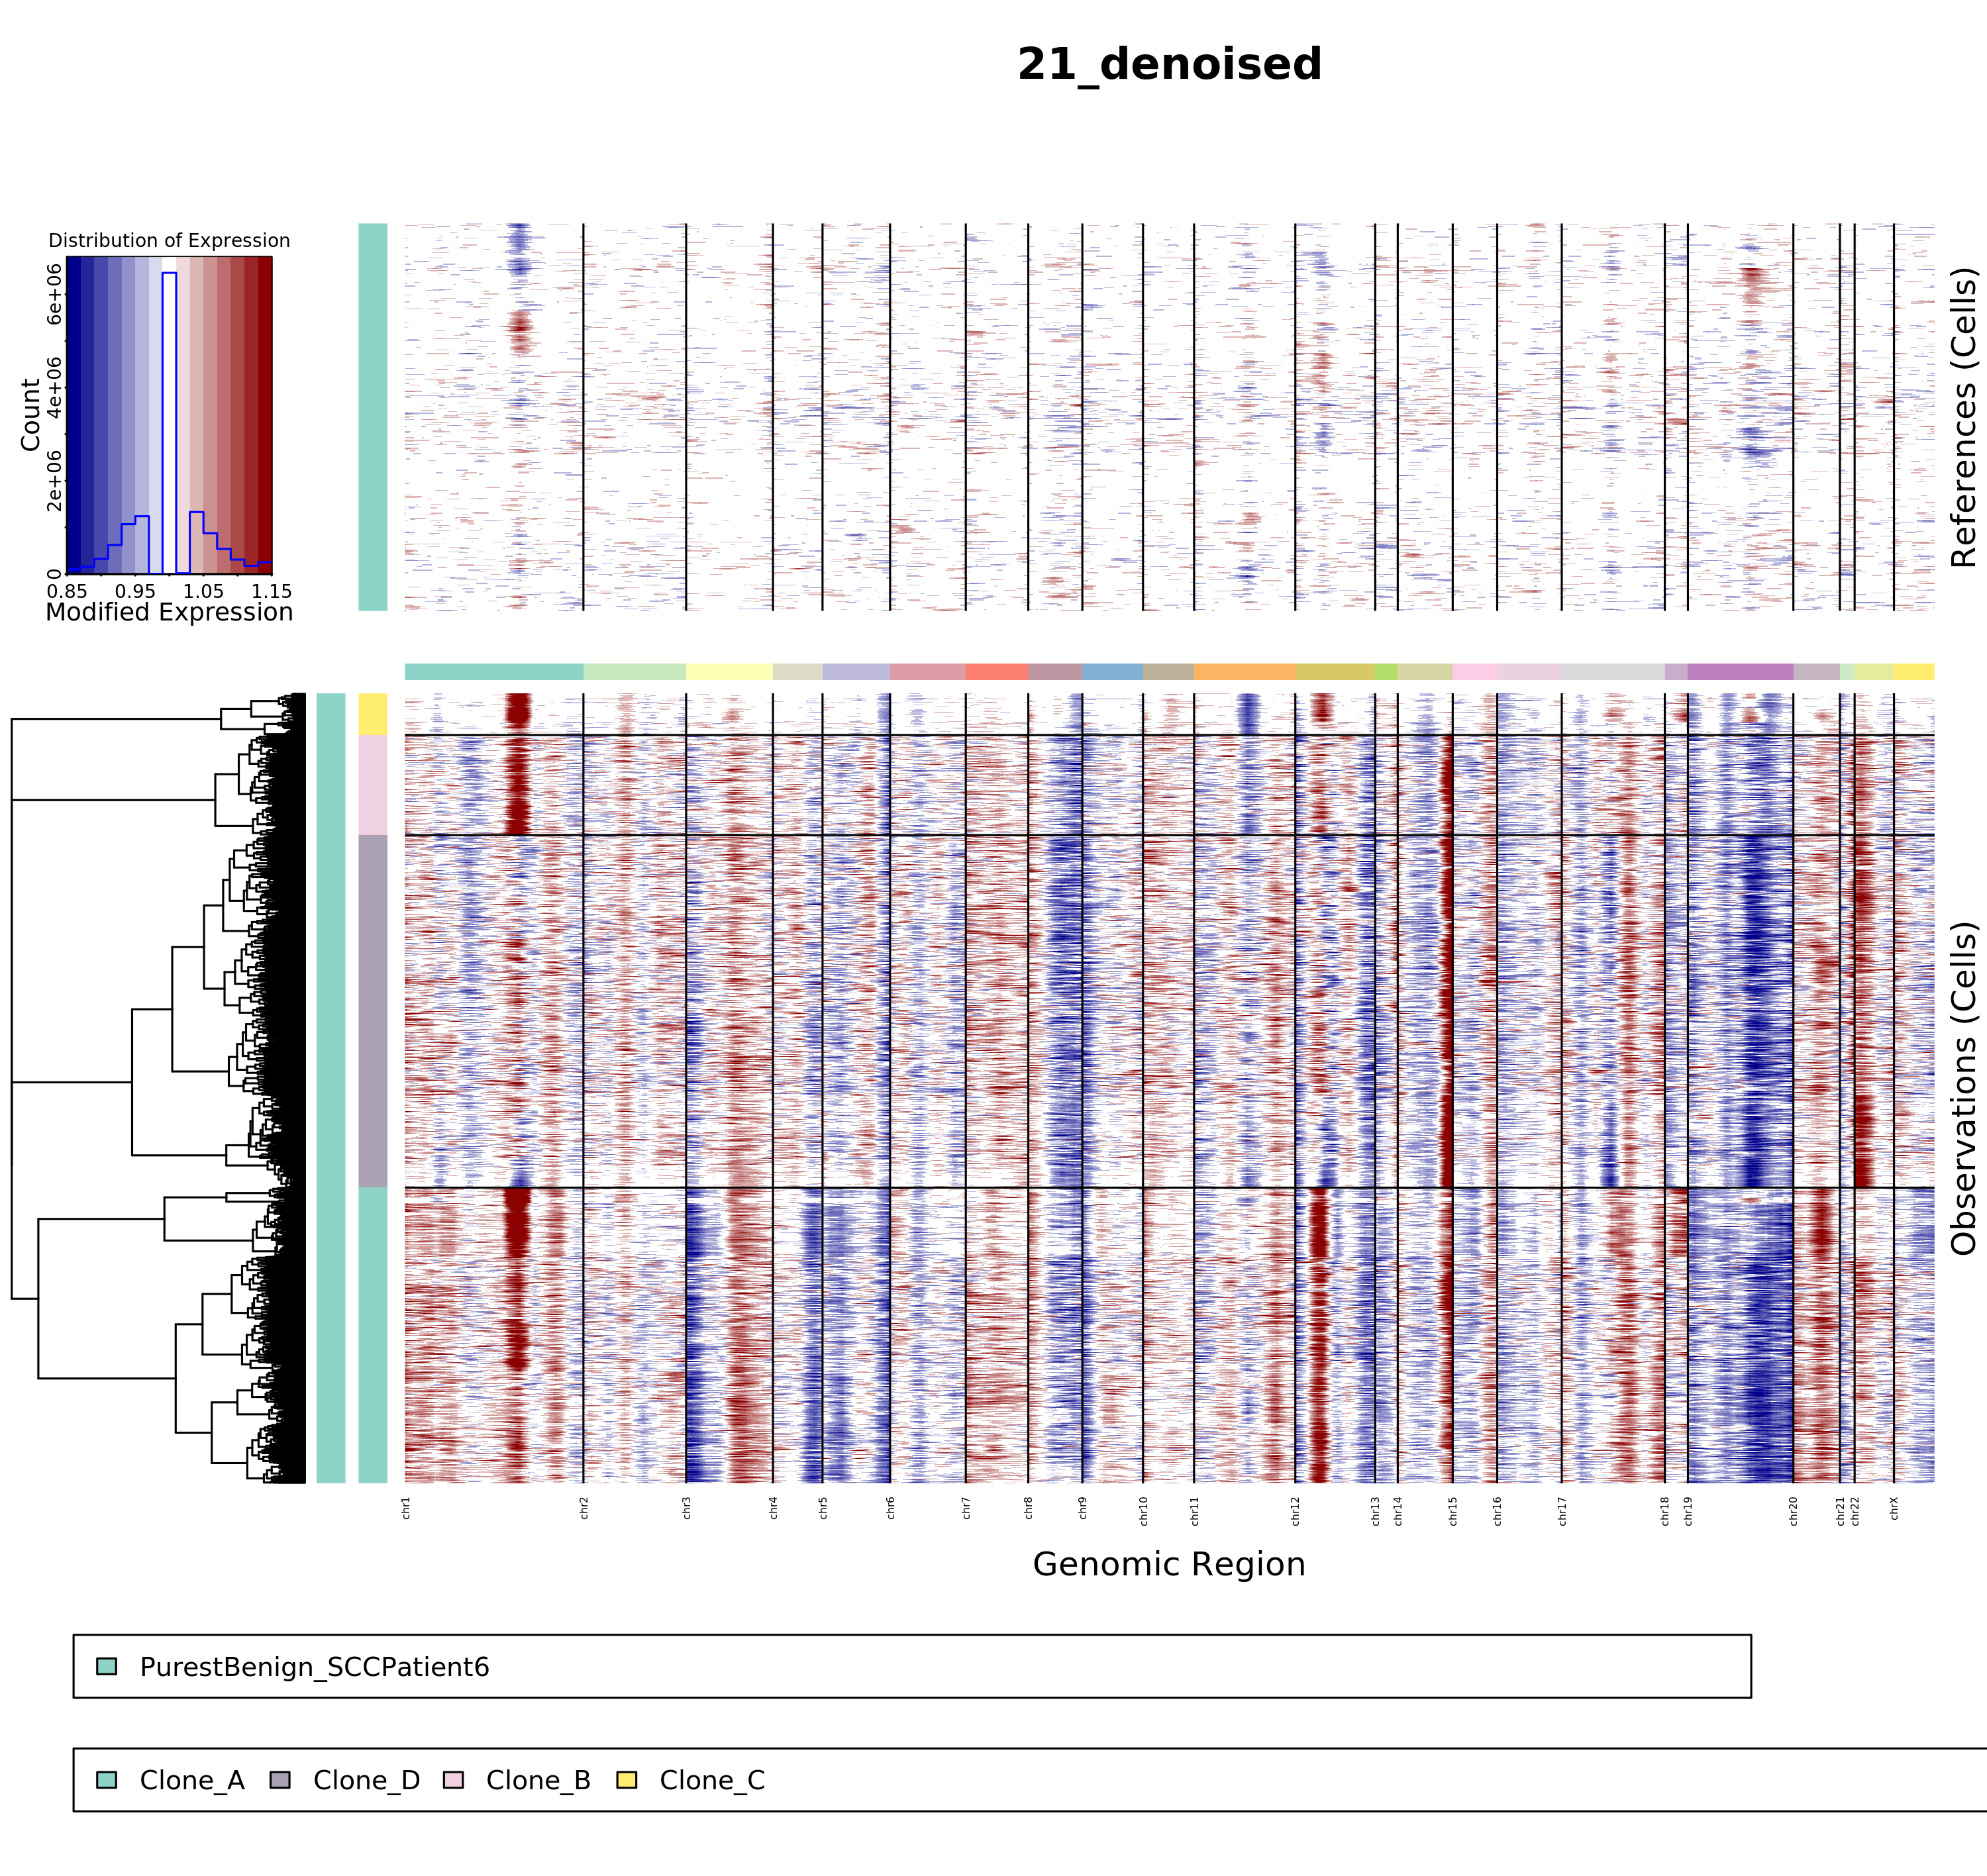 21_denoised
Distribution of Expression
Count
0 2e+06 4e+06 6e+06
0.85 0.95 1.05 1.15
Modified Expression
References (Cells)
Observations (Cells)
chr1 chr2 chr3 chr4 chr5 chr6 chr7 chr8 chr9 chr10 chr11 chr12 chr13 chr14 chr15 chr16 chr17 chr18 chr19 chr20 chr21 chr22 chrX
Genomic Region
PurestBenign_SCCPatient6
Clone_A Clone_D Clone_B Clone_C